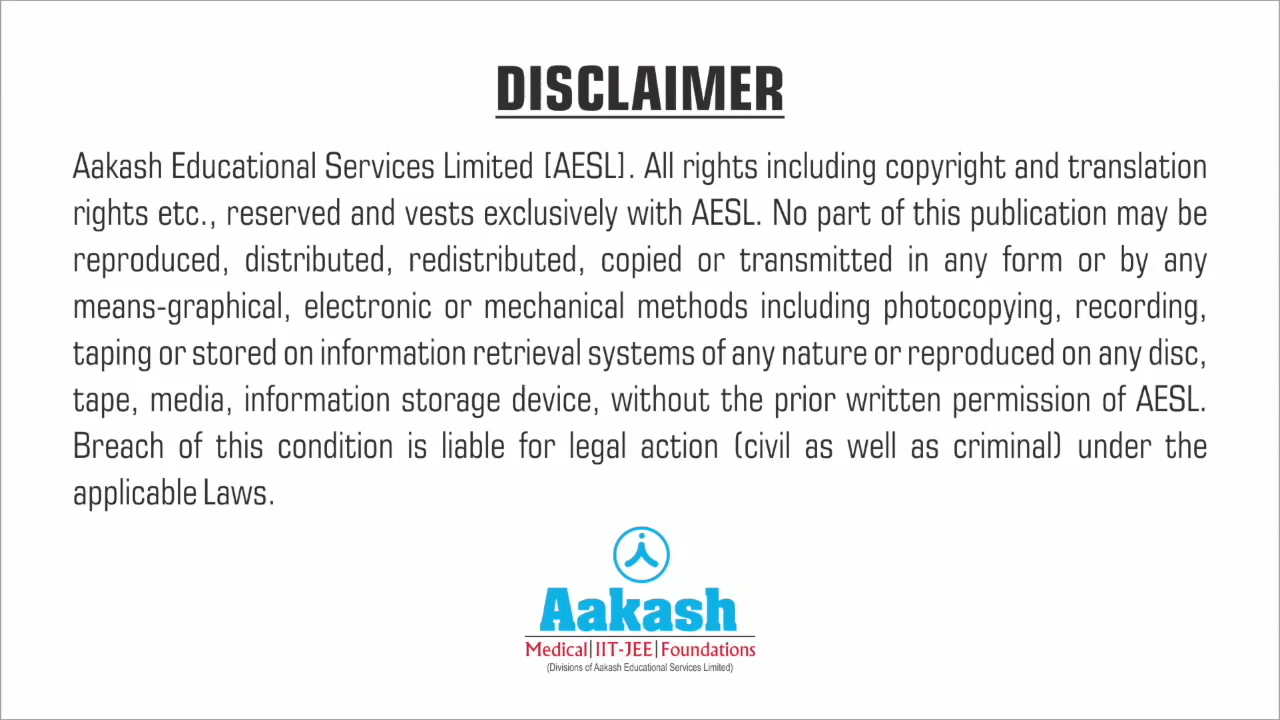 DISCLAIMER
Aakash Educational Services Limited [AESL]. All rights including copyright and translation
rights etc., reserved and vests exclusively with AESL. No part of this publication may be
reproduced, distributed, redistributed, copied or transmitted in any form or by any
means-graphical, electronic or mechanical methods including photocopying, recording,
taping or stored on information retrieval systems of any nature or reproduced on any disc,
tape, media, information storage device, without the prior written permission of AESL.
Breach of this condition is liable for legal action (civil as well as criminal) under the
applicable Laws.
Aakash
Medical|IIT-JEE|Foundations
(Divisions of Aakash Educational Services Limited)